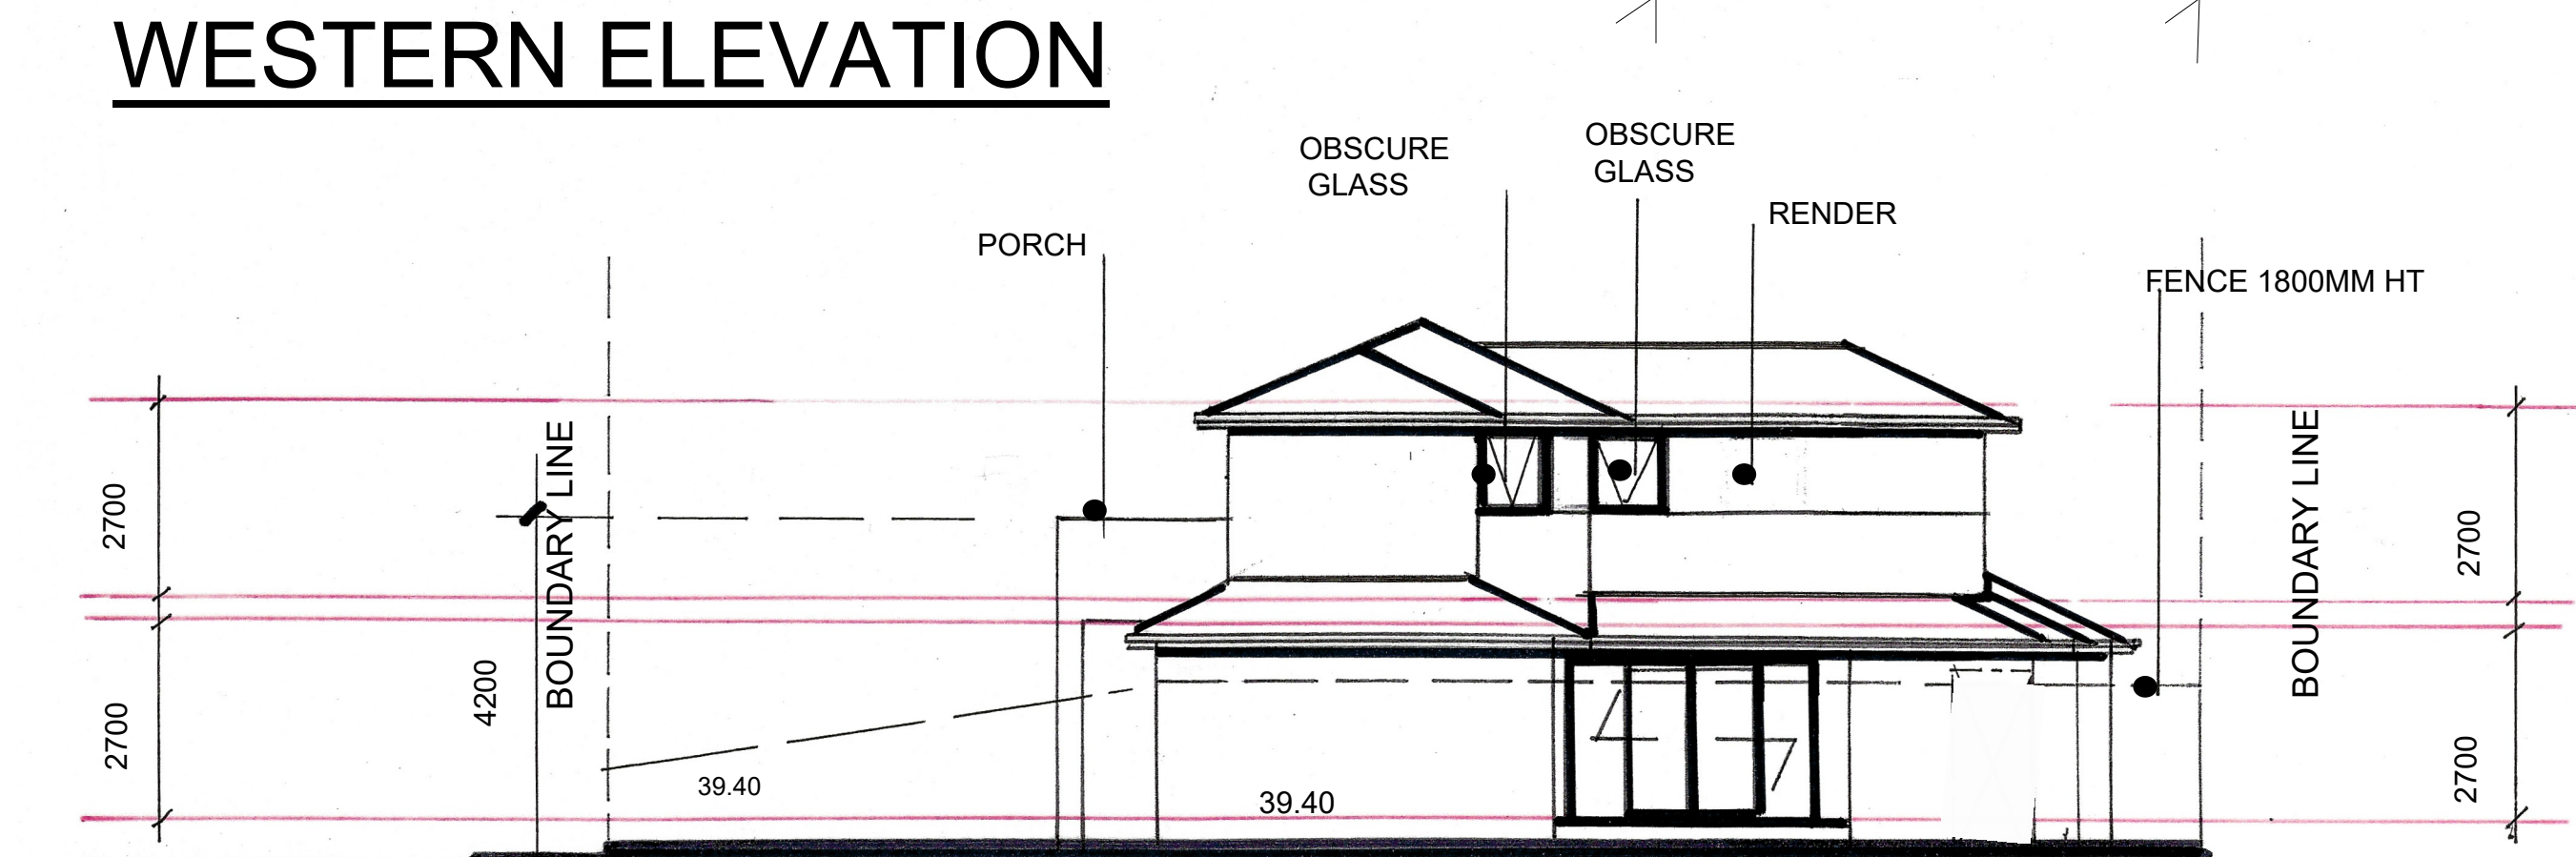 WESTERN ELEVATION
OBSCURE
GLASS
OBSCURE
GLASS
RENDER
PORCH
FENCE 1800MM HT
2700
BOUNDARY LINE
BOUNDARY LINE
2700
4200
2700
2700
39.40
39.40